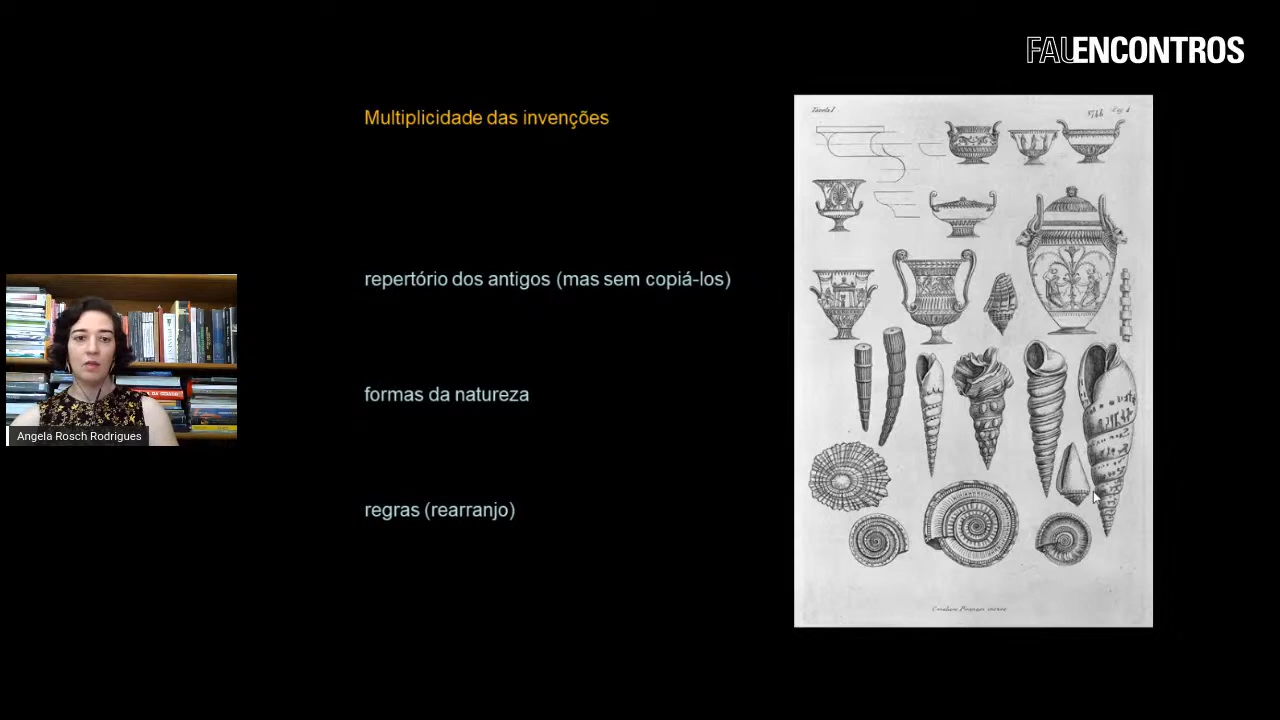 FAUENCONTROS
Multiplicidade das invenções
repertório dos antigos (mas sem copiá-los)
formas da natureza
regras (rearranjo)
Angela Rosch Rodrigues